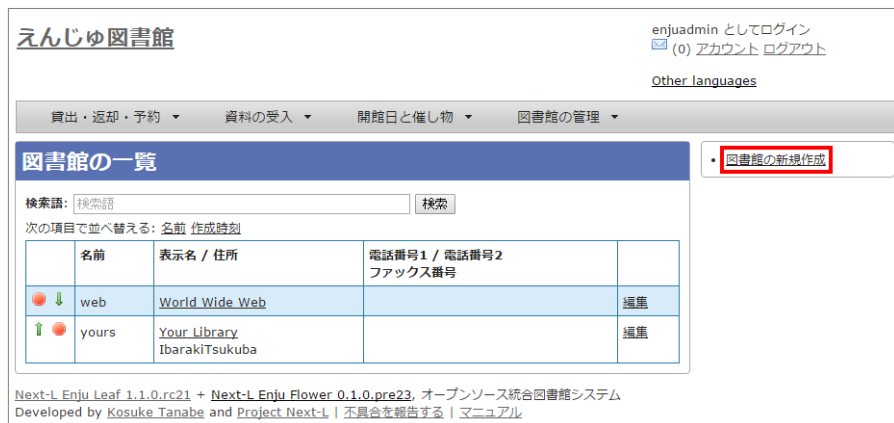 えんじゅ図書館
enjuadmin としてログイン
(0) アカウント ログアウト
Other languages
貸出・返却・予約 ▼ 資料の受入 ▼ 開館日と催し物 ▼ 図書館の管理 ▼
図書館の一覧
• 図書館の新規作成
検索語: 検索語 検索
次の項目で並べ替える: 名前 作成時刻
名前 表示名 / 住所 電話番号1 / 電話番号2
ファックス番号
web World Wide Web 編集
yours Your Library 編集
IbarakiTsukuba
Next-L Enju Leaf 1.1.0.rc21 + Next-L Enju Flower 0.1.0.pre23, オープンソース統合図書館システム
Developed by Kosuke Tanabe and Project Next-L | 不具合を報告する | マニュアル